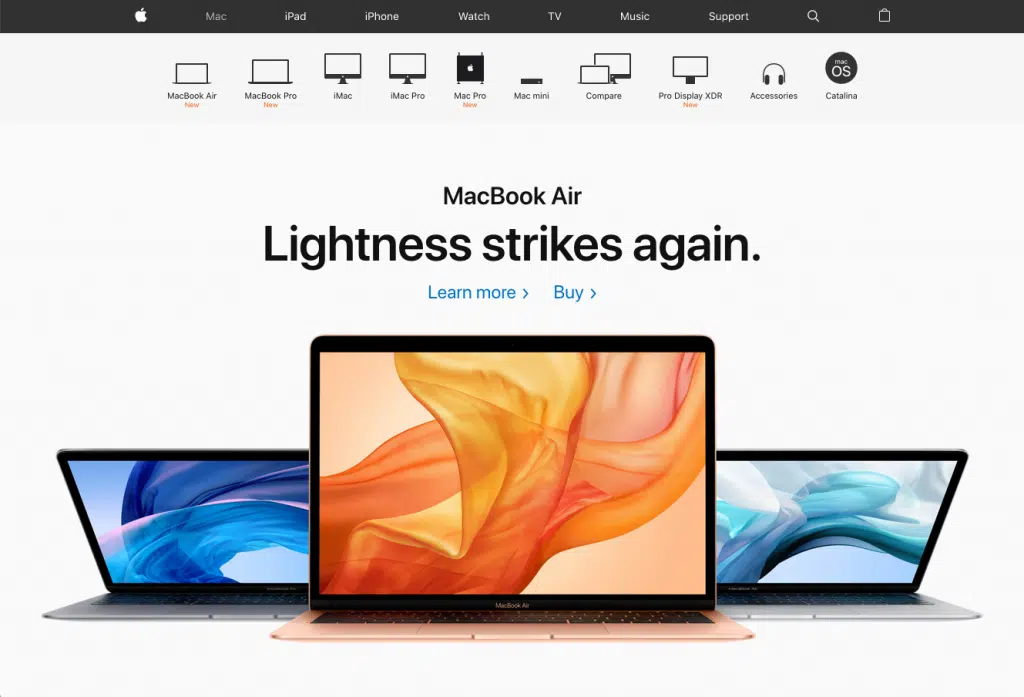 Mac iPad iPhone Watch TV Music Support
MacBook Air MacBook Pro iMac iMac Pro Mac Pro Mac mini Compare Pro Display XDR Accessories mac OS Catalina
New New New New
MacBook Air
Lightness strikes again.
Learn more › Buy ›
MacBook Air